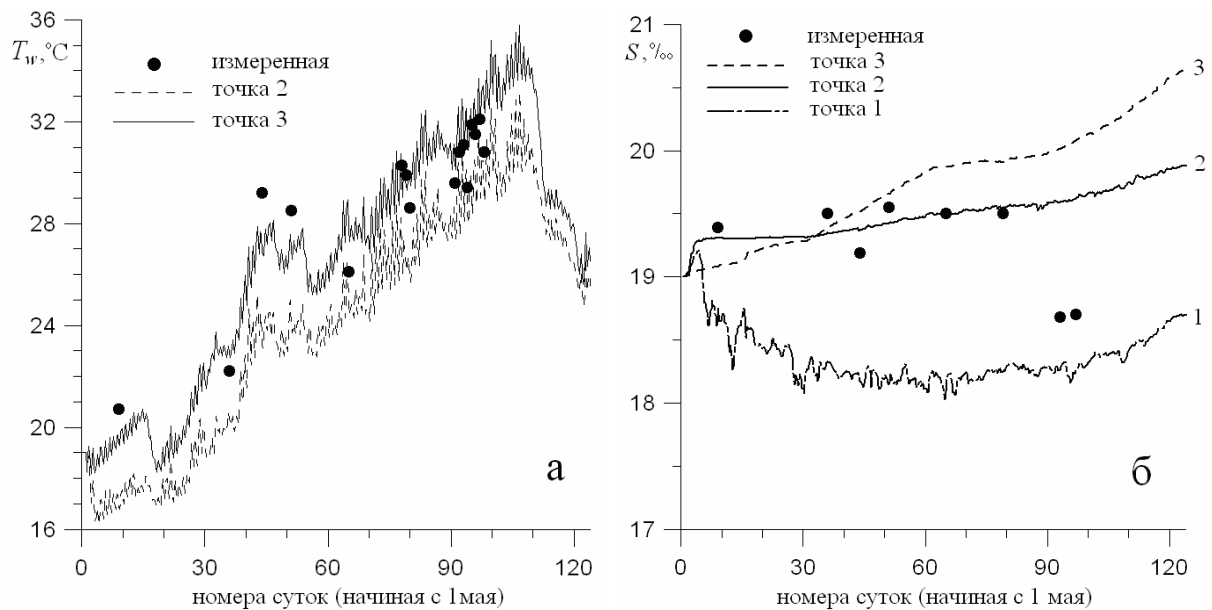 36
T_w, °C
измеренная
точка 2
точка 3
32
28
24
20
16
а
0
30
60
90
120
номера суток (начиная с 1мая)
21
S, ‰
измеренная
точка 3
точка 2
точка 1
3
20
2
19
1
18
б
17
0
30
60
90
120
номера суток (начиная с 1 мая)